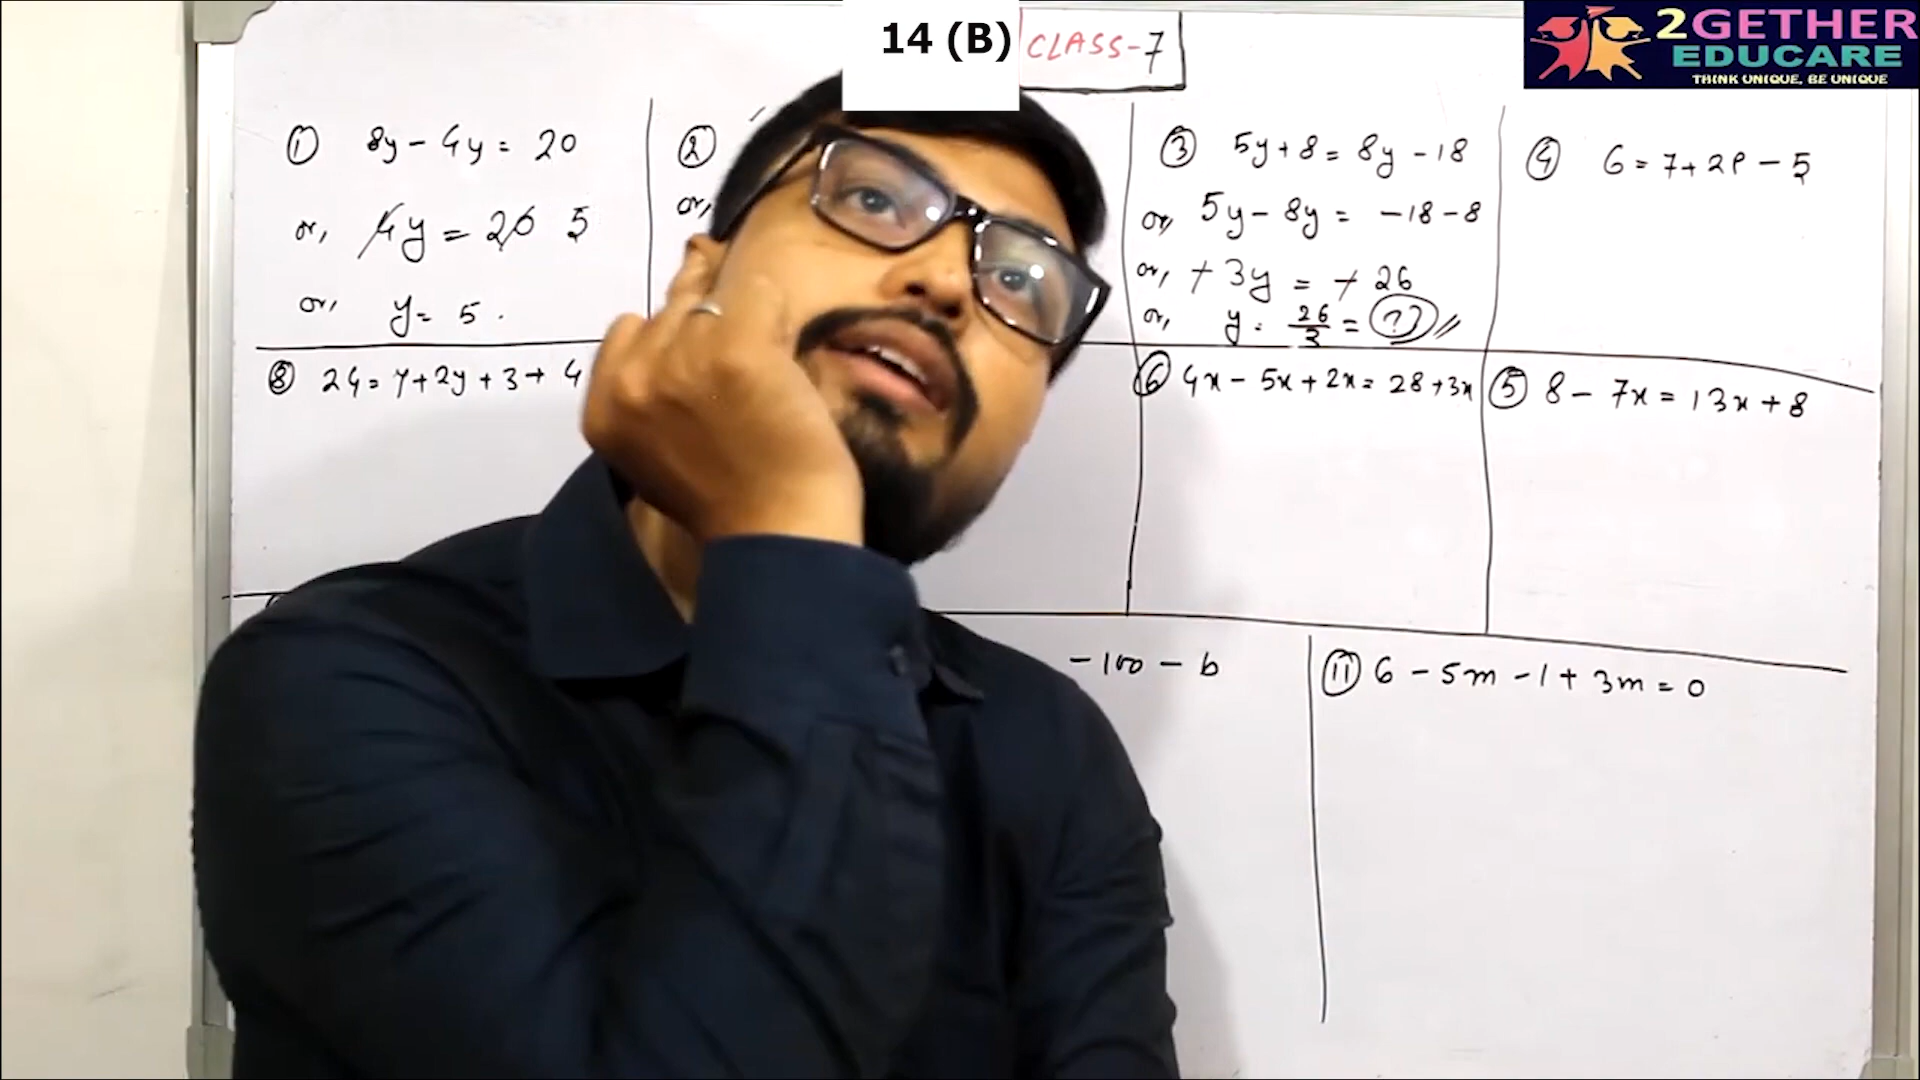 14 (B)
CLASS-7
2GETHER
EDUCARE
THINK UNIQUE, BE UNIQUE
① 8y - 4y = 20
or, 4y = 20 5
or, y = 5.
②
or,
③ 5y + 8 = 8y - 18
or, 5y - 8y = -18 - 8
or, + 3y = + 26
or, y = 26/3 = ??
④ 6 = 7 + 2P - 5
⑧ 24 = y + 2y + 3 + 4
⑥ 4x - 5x + 2x = 28 + 3x
⑤ 8 - 7x = 13x + 8
-100 - b
⑪ 6 - 5m - 1 + 3m = 0